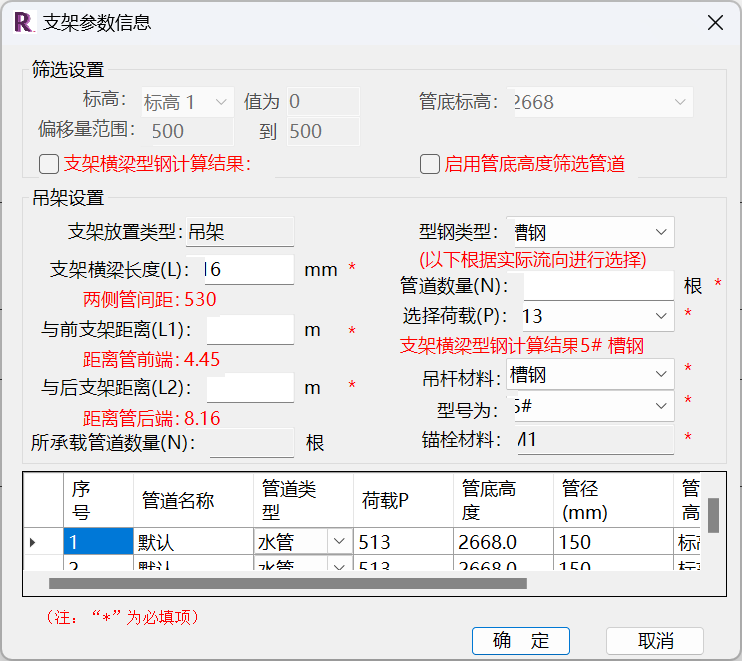 支架参数信息
筛选设置
标高： 标高 1 值为 0 管底标高： 2668
偏移量范围： 500 到 500
支架横梁型钢计算结果： 启用管底高度筛选管道
吊架设置
支架放置类型： 吊架 型钢类型： 槽钢
(以下根据实际流向进行选择)
支架横梁长度(L)： 16 mm * 管道数量(N)： 根 *
两侧管间距：530 选择荷载(P)： 13 *
与前支架距离(L1)： m * 支架横梁型钢计算结果5# 槽钢
距离管前端：4.45 吊杆材料： 槽钢 *
与后支架距离(L2)： m * 型号为： 5# *
距离管后端：8.16
所承载管道数量(N)： 根 锚栓材料： M1 *
序号 管道名称 管道类型 荷载P 管底高度 管径(mm) 管高
1 默认 水管 513 2668.0 150 标
2 默认 水管 513 2668.0 150 标
（注：“*”为必填项）
确 定 取消